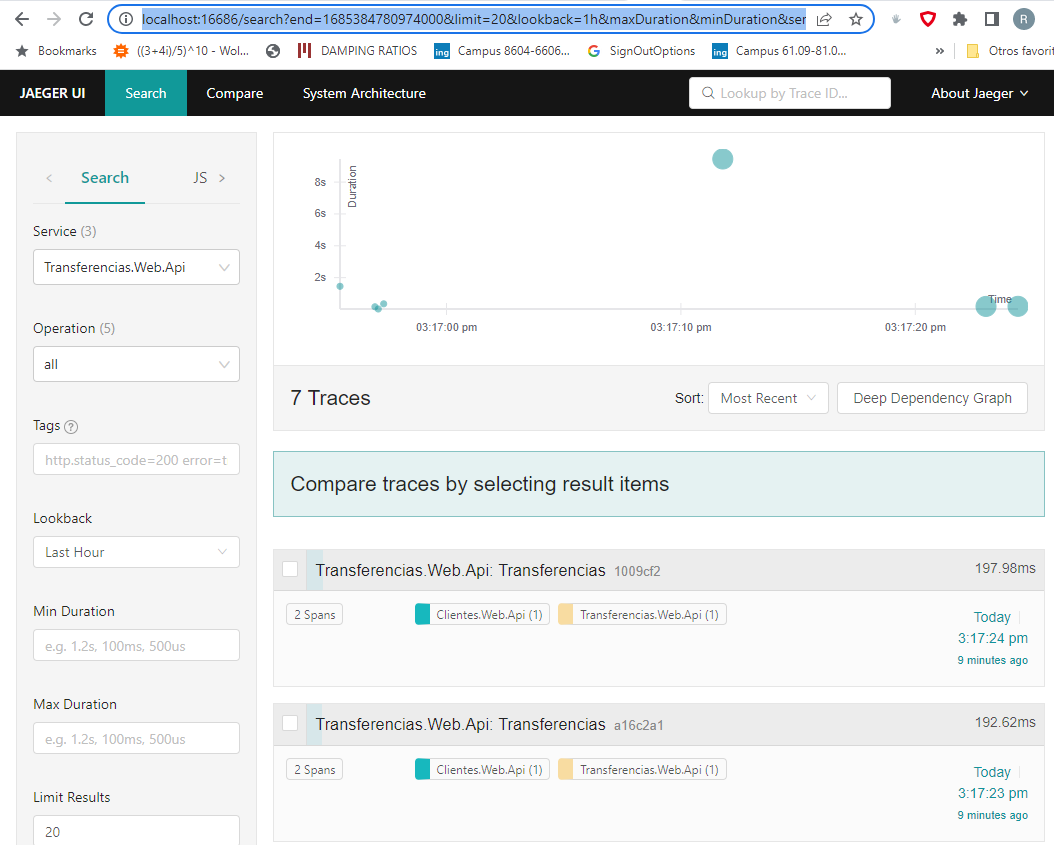 localhost:16686/search?end=1685384780974000&limit=20&lookback=1h&maxDuration&minDuration&ser
R
Bookmarks ((3+4i)/5)^10 - Wol... DAMPING RATIOS ing Campus 8604-6606... G SignOutOptions ing Campus 61.09-81.0... » Otros favorit
JAEGER UI Search Compare System Architecture Lookup by Trace ID... About Jaeger
Search JS
Service (3)
Transferencias.Web.Api
Operation (5)
all
Tags ?
http.status_code=200 error=t
Lookback
Last Hour
Min Duration
e.g. 1.2s, 100ms, 500us
Max Duration
e.g. 1.2s, 100ms, 500us
Limit Results
20
Duration
8s
6s
4s
2s
Time
03:17:00 pm 03:17:10 pm 03:17:20 pm
7 Traces Sort: Most Recent Deep Dependency Graph
Compare traces by selecting result items
Transferencias.Web.Api: Transferencias 1009cf2 197.98ms
2 Spans Clientes.Web.Api (1) Transferencias.Web.Api (1) Today
3:17:24 pm
9 minutes ago
Transferencias.Web.Api: Transferencias a16c2a1 192.62ms
2 Spans Clientes.Web.Api (1) Transferencias.Web.Api (1) Today
3:17:23 pm
9 minutes ago